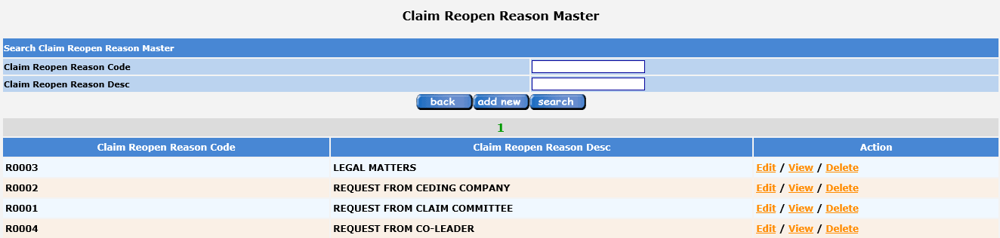 Claim Reopen Reason Master
Search Claim Reopen Reason Master
Claim Reopen Reason Code
Claim Reopen Reason Desc
back add new search
1
Claim Reopen Reason Code Claim Reopen Reason Desc Action
R0003 LEGAL MATTERS Edit / View / Delete
R0002 REQUEST FROM CEDING COMPANY Edit / View / Delete
R0001 REQUEST FROM CLAIM COMMITTEE Edit / View / Delete
R0004 REQUEST FROM CO-LEADER Edit / View / Delete